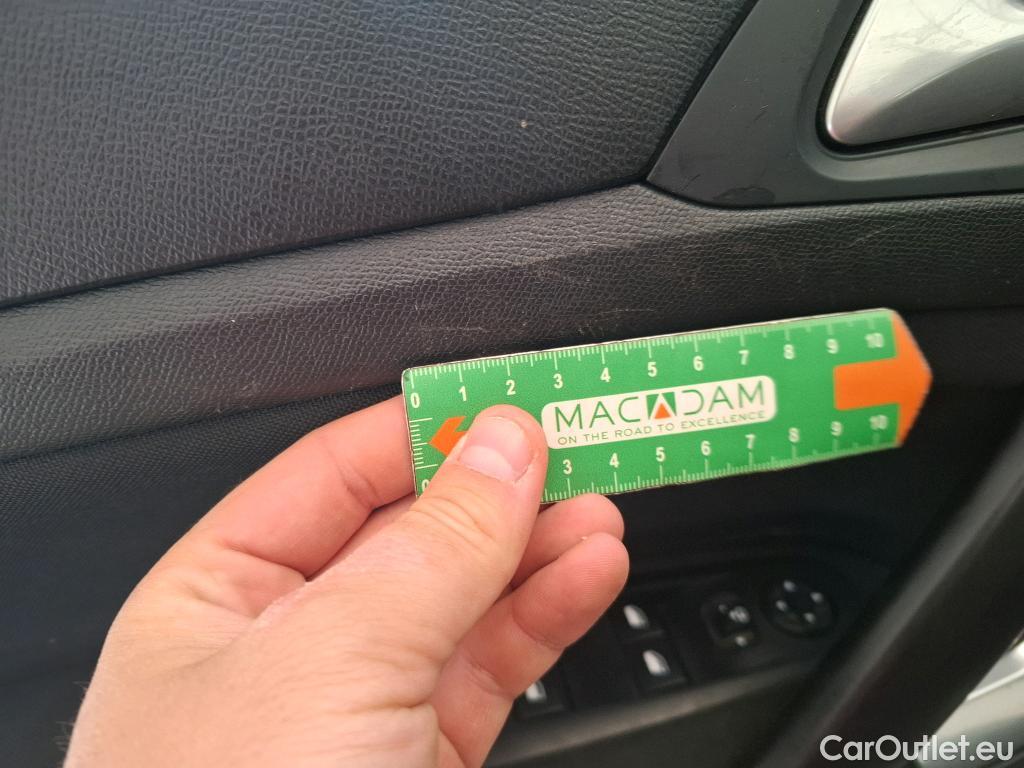 0 1 2 3 4 5 6 7 8 9 10
MACADAM
ON THE ROAD TO EXCELLENCE
0 3 4 5 6 7 8 9 10
CarOutlet.eu